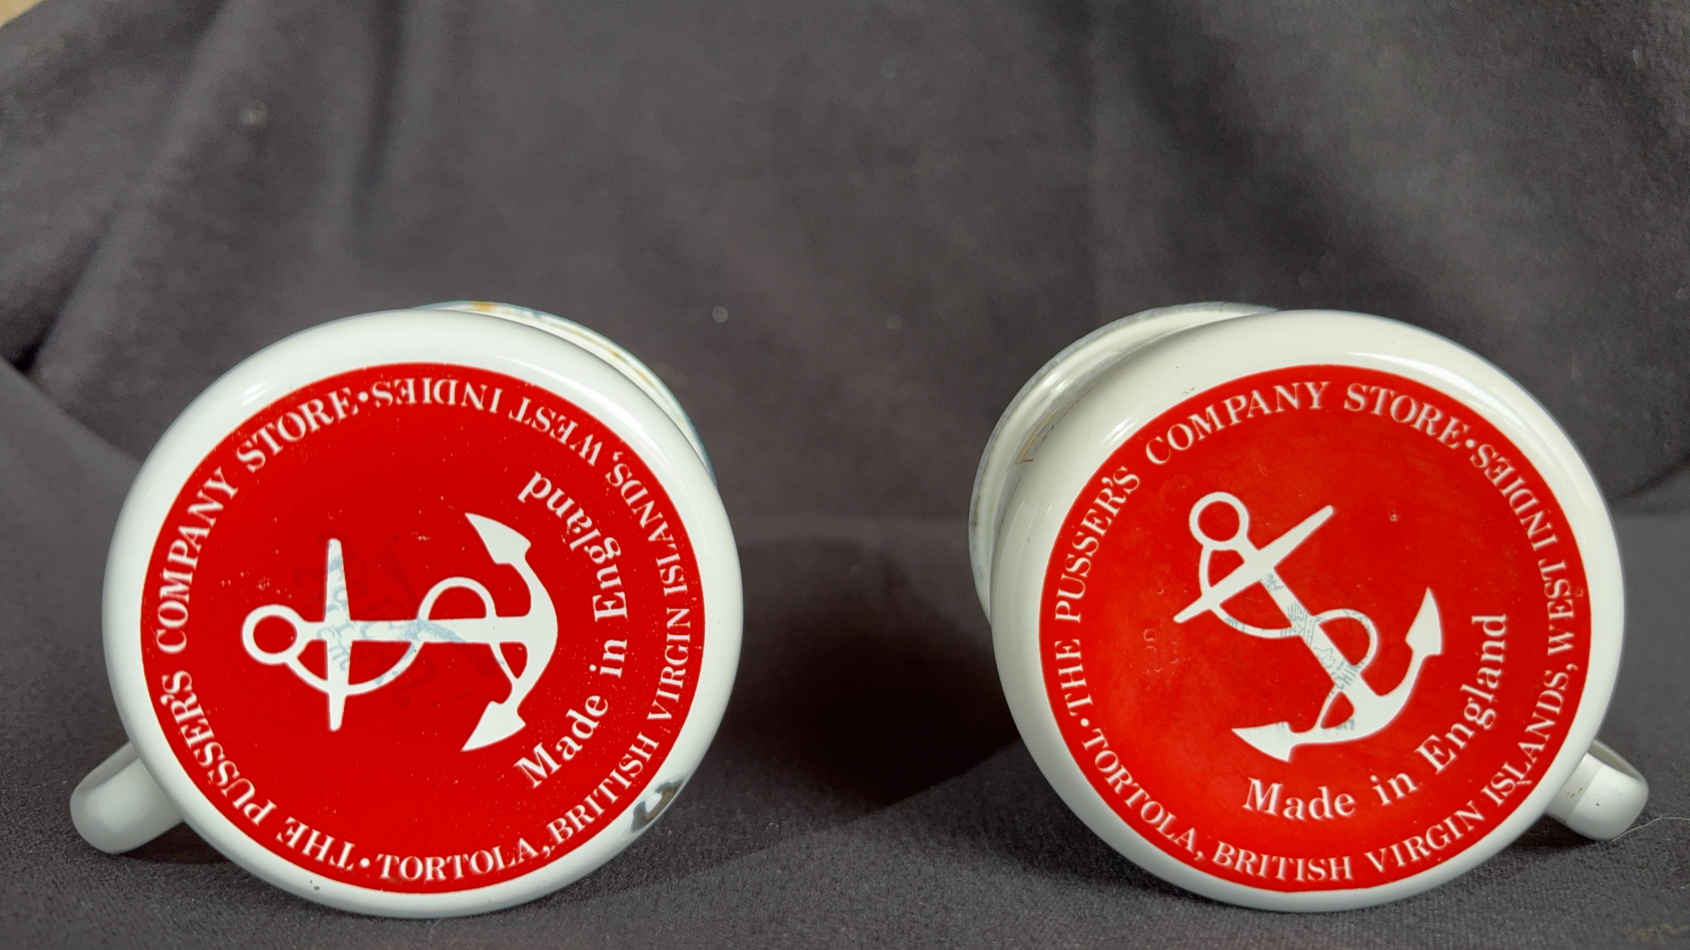 THE PUSSER'S COMPANY STORE • TORTOLA, BRITISH VIRGIN ISLANDS, WEST INDIES •
Made in England
THE PUSSER'S COMPANY STORE • TORTOLA, BRITISH VIRGIN ISLANDS, WEST INDIES •
Made in England